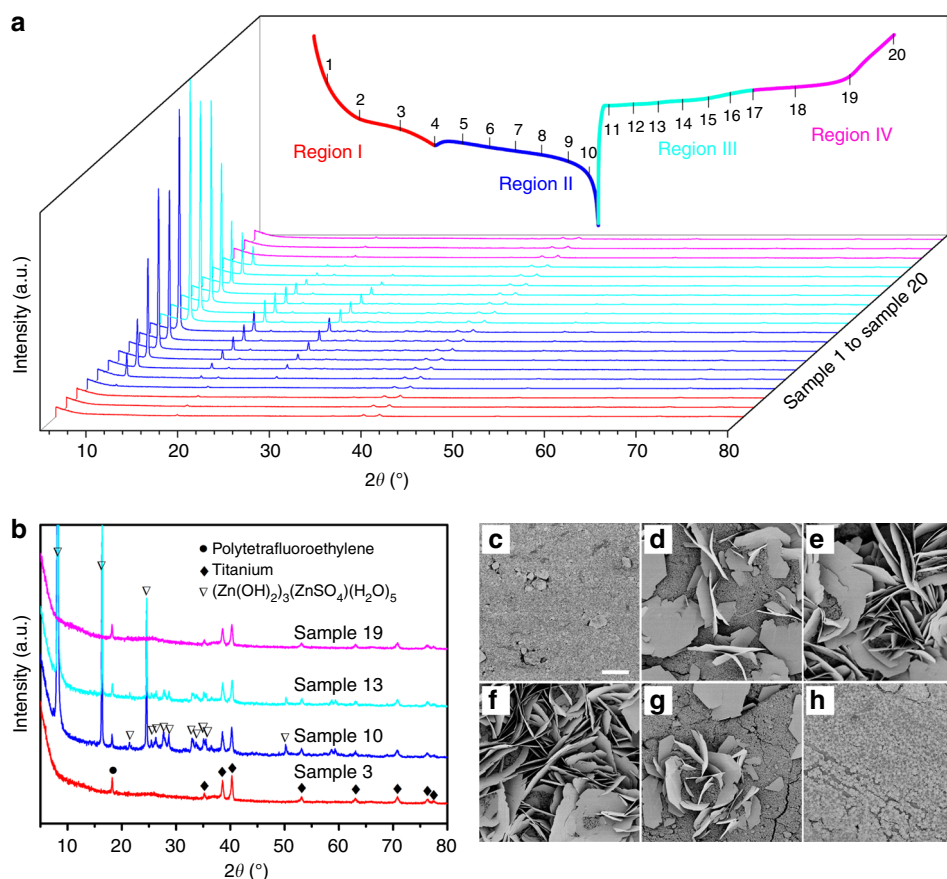 a
Intensity (a.u.)
1
2
3
4
5
6
7
8
9
10
11
12
13
14
15
16
17
18
19
20
Region I
Region II
Region III
Region IV
Sample 1 to sample 20
10 20 30 40 50 60 70 80
2θ (°)
b
Intensity (a.u.)
● Polytetrafluoroethylene
◆ Titanium
▽ (Zn(OH)₂)₃(ZnSO₄)(H₂O)₅
Sample 19
Sample 13
Sample 10
Sample 3
10 20 30 40 50 60 70 80
2θ (°)
c
d
e
f
g
h